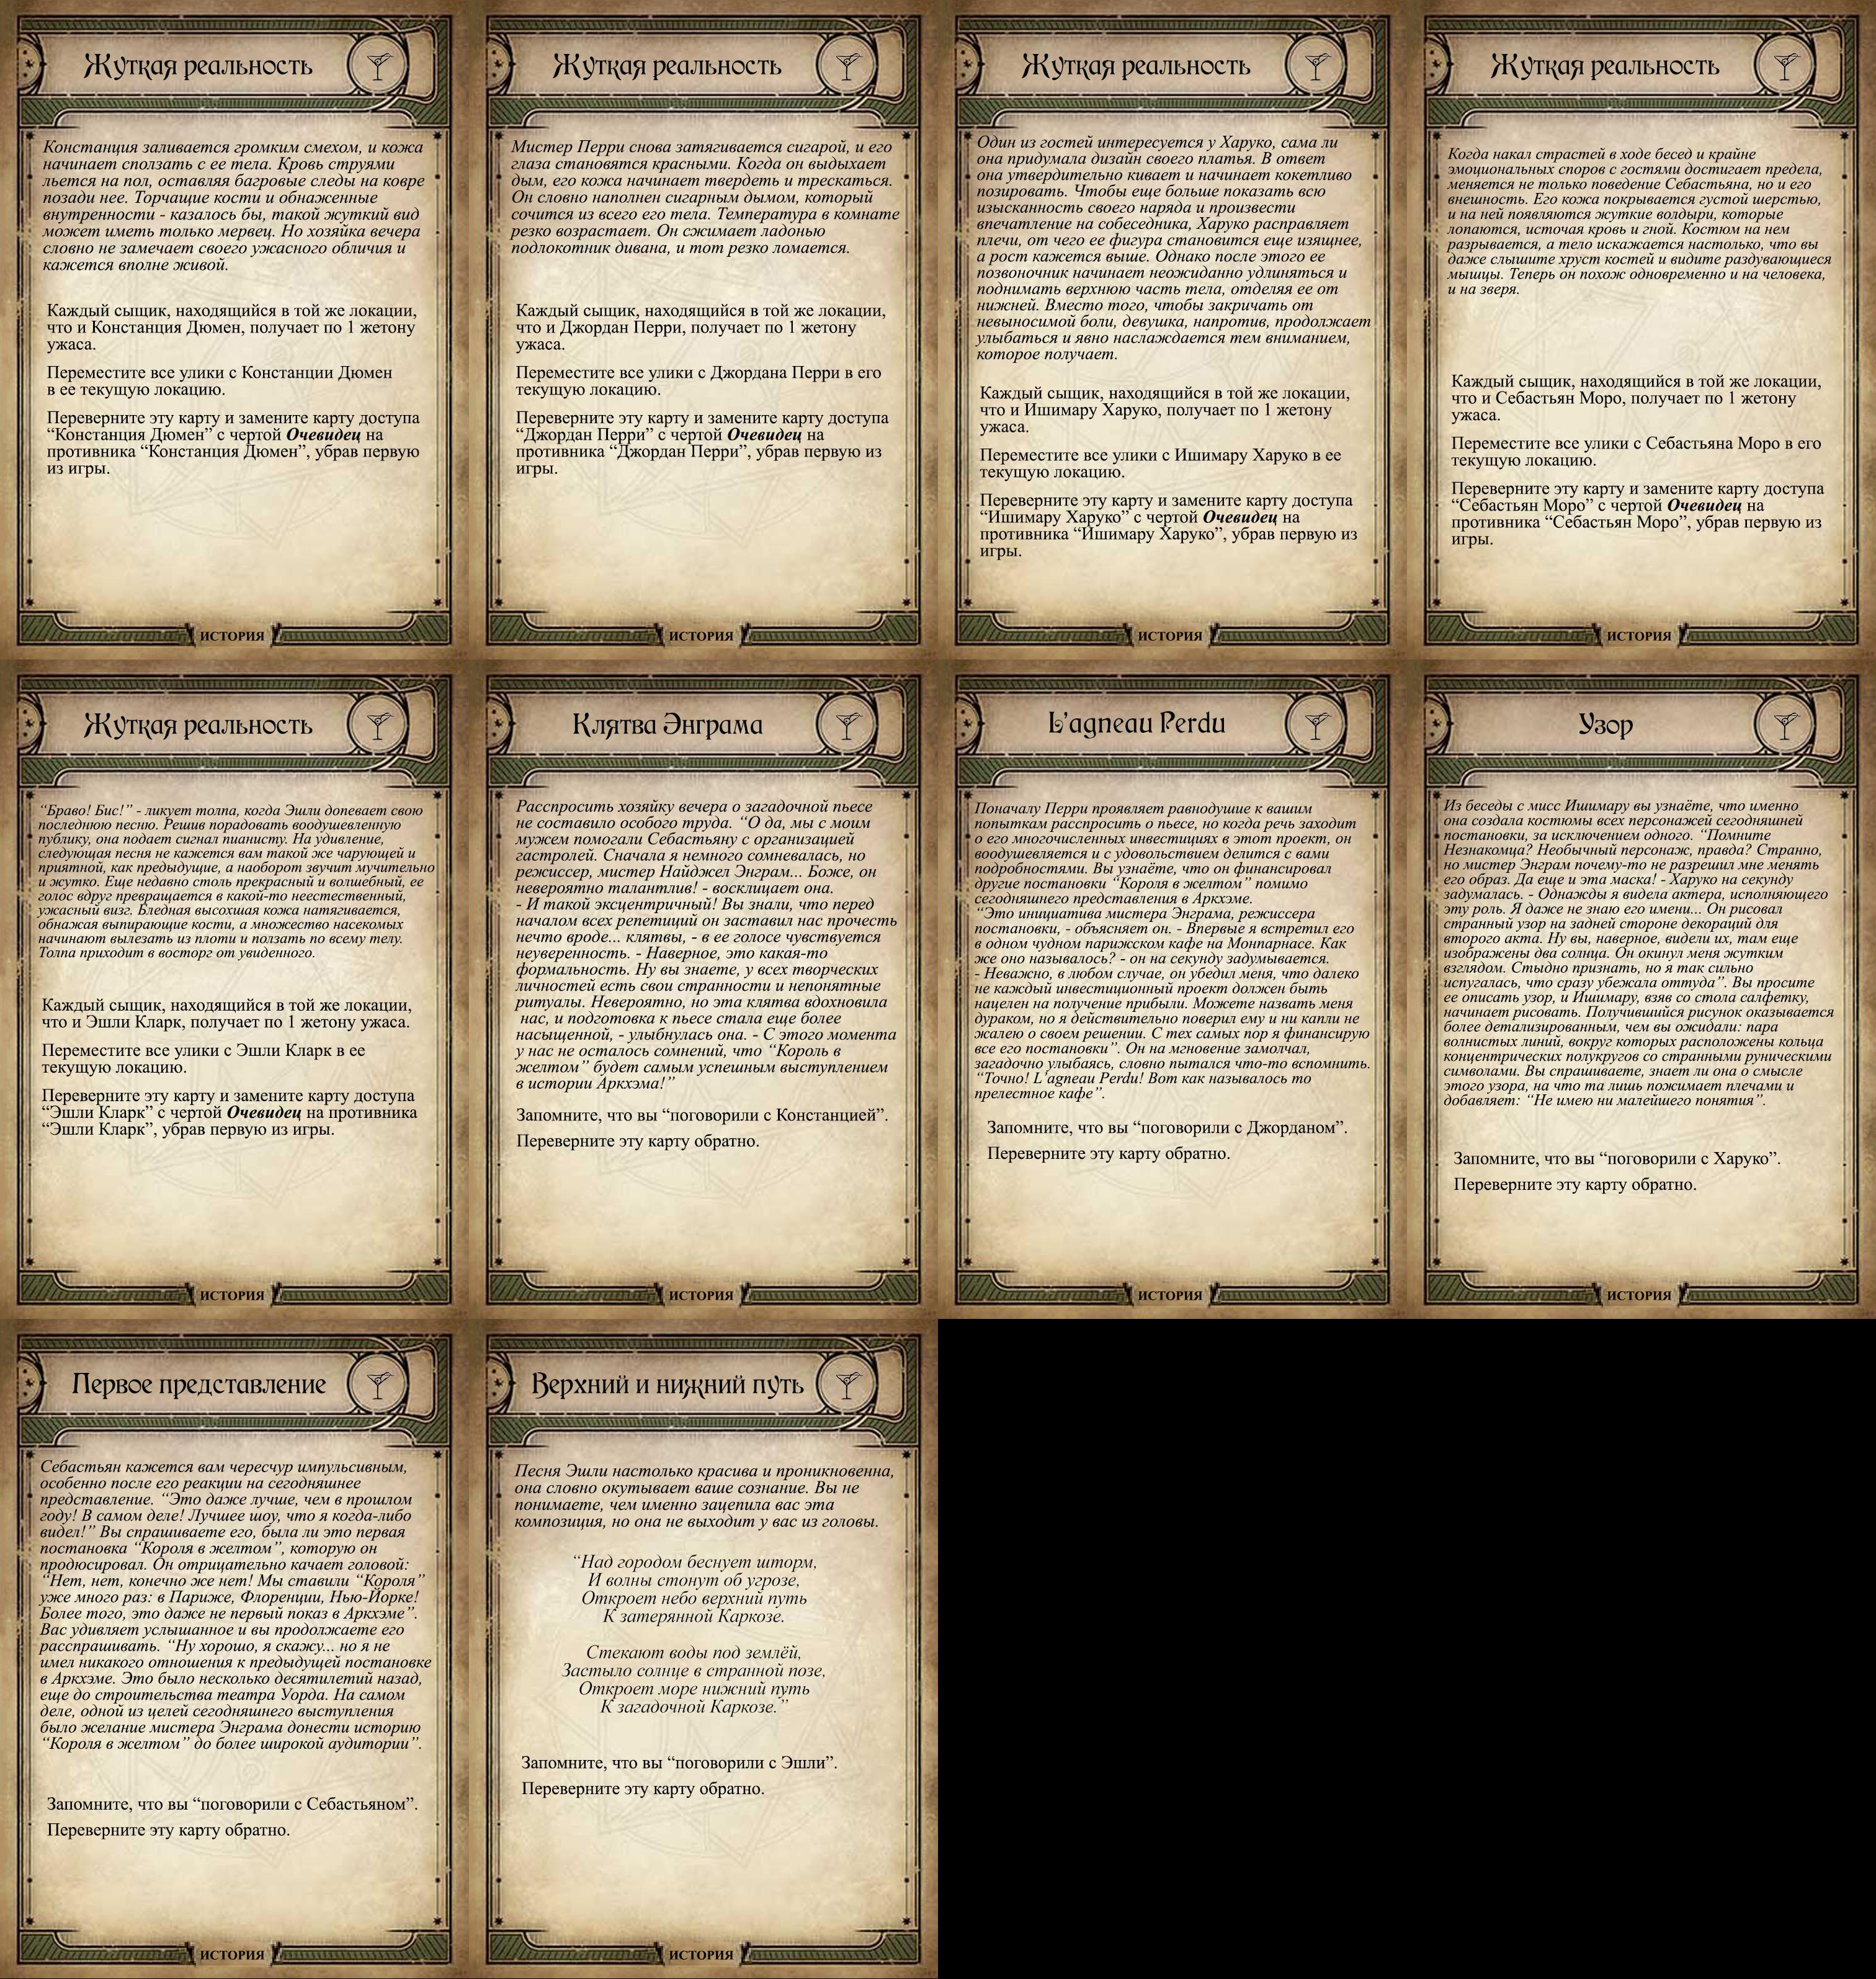 Жуткая реальность
Констанция заливается громким смехом, и кожа
начинает сползать с ее тела. Кровь струями
льется на пол, оставляя багровые следы на ковре
позади нее. Торчащие кости и обнаженные
внутренности - казалось бы, такой жуткий вид
может иметь только мервец. Но хозяйка вечера
словно не замечает своего ужасного обличия и
кажется вполне живой.
Каждый сыщик, находящийся в той же локации,
что и Констанция Дюмен, получает по 1 жетону
ужаса.
Переместите все улики с Констанции Дюмен
в ее текущую локацию.
Переверните эту карту и замените карту доступа
“Констанция Дюмен” с чертой Очевидец на
противника “Констанция Дюмен”, убрав первую
из игры.
ИСТОРИЯ
Жуткая реальность
Мистер Перри снова затягивается сигарой, и его
глаза становятся красными. Когда он выдыхает
дым, его кожа начинает твердеть и трескаться.
Он словно наполнен сигарным дымом, который
сочится из всего его тела. Температура в комнате
резко возрастает. Он сжимает ладонью
подлокотник дивана, и тот резко ломается.
Каждый сыщик, находящийся в той же локации,
что и Джордан Перри, получает по 1 жетону
ужаса.
Переместите все улики с Джордана Перри в его
текущую локацию.
Переверните эту карту и замените карту доступа
“Джордан Перри” с чертой Очевидец на
противника “Джордан Перри”, убрав первую из
игры.
ИСТОРИЯ
Жуткая реальность
Один из гостей интересуется у Харуко, сама ли
она придумала дизайн своего платья. В ответ
она утвердительно кивает и начинает кокетливо
позировать. Чтобы еще больше показать всю
изысканность своего наряда и произвести
впечатление на собеседника, Харуко расправляет
плечи, от чего ее фигура становится еще изящнее,
а рост кажется выше. Однако после этого ее
позвоночник начинает неожиданно удлиняться и
поднимать верхнюю часть тела, отделяя ее от
нижней. Вместо того, чтобы закричать от
невыносимой боли, девушка, напротив, продолжает
улыбаться и явно наслаждается тем вниманием,
которое получает.
Каждый сыщик, находящийся в той же локации,
что и Ишимару Харуко, получает по 1 жетону
ужаса.
Переместите все улики с Ишимару Харуко в ее
текущую локацию.
Переверните эту карту и замените карту доступа
“Ишимару Харуко” с чертой Очевидец на
противника “Ишимару Харуко”, убрав первую из
игры.
ИСТОРИЯ
Жуткая реальность
Когда накал страстей в ходе бесед и крайне
эмоциональных споров с гостями достигает предела,
меняется не только поведение Себастьяна, но и его
внешность. Его кожа покрывается густой шерстью,
и на ней появляются жуткие волдыри, которые
лопаются, источая кровь и гной. Костюм на нем
разрывается, а тело искажается настолько, что вы
даже слышите хруст костей и видите раздувающиеся
мышцы. Теперь он похож одновременно и на человека,
и на зверя.
Каждый сыщик, находящийся в той же локации,
что и Себастьян Моро, получает по 1 жетону
ужаса.
Переместите все улики с Себастьяна Моро в его
текущую локацию.
Переверните эту карту и замените карту доступа
“Себастьян Моро” с чертой Очевидец на
противника “Себастьян Моро”, убрав первую из
игры.
ИСТОРИЯ
Жуткая реальность
“Браво! Бис!” - ликует толпа, когда Эшли допевает свою
последнюю песню. Решив порадовать воодушевленную
публику, она подает сигнал пианисту. На удивление,
следующая песня не кажется вам такой же чарующей и
приятной, как предыдущие, а наоборот звучит мучительно
и жутко. Еще недавно столь прекрасный и волшебный, ее
голос вдруг превращается в какой-то неестественный,
ужасный визг. Бледная высохшая кожа натягивается,
обнажая выпирающие кости, а множество насекомых
начинают вылезать из плоти и ползать по всему телу.
Толпа приходит в восторг от увиденного.
Каждый сыщик, находящийся в той же локации,
что и Эшли Кларк, получает по 1 жетону ужаса.
Переместите все улики с Эшли Кларк в ее
текущую локацию.
Переверните эту карту и замените карту доступа
“Эшли Кларк” с чертой Очевидец на противника
“Эшли Кларк”, убрав первую из игры.
ИСТОРИЯ
Клятва Энграма
Расспросить хозяйку вечера о загадочной пьесе
не составило особого труда. “О да, мы с моим
мужем помогали Себастьяну с организацией
гастролей. Сначала я немного сомневалась, но
режиссер, мистер Найджел Энграм... Боже, он
невероятно талантлив! - восклицает она.
- И такой эксцентричный! Вы знали, что перед
началом всех репетиций он заставил нас прочесть
нечто вроде... клятвы, - в ее голосе чувствуется
неуверенность. - Наверное, это какая-то
формальность. Ну вы знаете, у всех творческих
личностей есть свои странности и непонятные
ритуалы. Невероятно, но эта клятва вдохновила
нас, и подготовка к пьесе стала еще более
насыщенной, - улыбнулась она. - С этого момента
у нас не осталось сомнений, что “Король в
желтом” будет самым успешным выступлением
в истории Аркхэма!”
Запомните, что вы “поговорили с Констанцией”.
Переверните эту карту обратно.
ИСТОРИЯ
L'agneau Perdu
Поначалу Перри проявляет равнодушие к вашим
попыткам расспросить о пьесе, но когда речь заходит
о его многочисленных инвестициях в этот проект, он
воодушевляется и с удовольствием делится с вами
подробностями. Вы узнаёте, что он финансировал
другие постановки “Короля в желтом” помимо
сегодняшнего представления в Аркхэме.
“Это инициатива мистера Энграма, режиссера
постановки, - объясняет он. - Впервые я встретил его
в одном чудном парижском кафе на Монпарнасе. Как
же оно называлось? - он на секунду задумывается.
- Неважно, в любом случае, он убедил меня, что далеко
не каждый инвестиционный проект должен быть
нацелен на получение прибыли. Можете назвать меня
дураком, но я действительно поверил ему и ни капли не
жалею о своем решении. С тех самых пор я финансирую
все его постановки”. Он на мгновение замолчал,
загадочно улыбаясь, словно пытался что-то вспомнить.
“Точно! L'agneau Perdu! Вот как называлось то
прелестное кафе”.
Запомните, что вы “поговорили с Джорданом”.
Переверните эту карту обратно.
ИСТОРИЯ
Узор
Из беседы с мисс Ишимару вы узнаёте, что именно
она создала костюмы всех персонажей сегодняшней
постановки, за исключением одного. “Помните
Незнакомца? Необычный персонаж, правда? Странно,
но мистер Энграм почему-то не разрешил мне менять
его образ. Да еще и эта маска! - Харуко на секунду
задумалась. - Однажды я видела актера, исполняющего
эту роль. Я даже не знаю его имени... Он рисовал
странный узор на задней стороне декораций для
второго акта. Ну вы, наверное, видели их, там еще
изображены два солнца. Он окинул меня жутким
взглядом. Стыдно признать, но я так сильно
испугалась, что сразу убежала оттуда”. Вы просите
ее описать узор, и Ишимару, взяв со стола салфетку,
начинает рисовать. Получившийся рисунок оказывается
более детализированным, чем вы ожидали: пара
волнистых линий, вокруг которых расположены кольца
концентрических полукругов со странными руническими
символами. Вы спрашиваете, знает ли она о смысле
этого узора, на что та лишь пожимает плечами и
добавляет: “Не имею ни малейшего понятия”.
Запомните, что вы “поговорили с Харуко”.
Переверните эту карту обратно.
ИСТОРИЯ
Первое представление
Себастьян кажется вам чересчур импульсивным,
особенно после его реакции на сегодняшнее
представление. “Это даже лучше, чем в прошлом
году! В самом деле! Лучшее шоу, что я когда-либо
видел!” Вы спрашиваете его, была ли это первая
постановка “Короля в желтом”, которую он
продюсировал. Он отрицательно качает головой:
“Нет, нет, конечно же нет! Мы ставили “Короля”
уже много раз: в Париже, Флоренции, Нью-Йорке!
Более того, это даже не первый показ в Аркхэме”.
Вас удивляет услышанное и вы продолжаете его
расспрашивать. “Ну хорошо, я скажу... но я не
имел никакого отношения к предыдущей постановке
в Аркхэме. Это было несколько десятилетий назад,
еще до строительства театра Уорда. На самом
деле, одной из целей сегодняшнего выступления
было желание мистера Энграма донести историю
“Короля в желтом” до более широкой аудитории”.
Запомните, что вы “поговорили с Себастьяном”.
Переверните эту карту обратно.
ИСТОРИЯ
Верхний и нижний путь
Песня Эшли настолько красива и проникновенна,
она словно окутывает ваше сознание. Вы не
понимаете, чем именно зацепила вас эта
композиция, но она не выходит у вас из головы.
“Над городом беснует шторм,
И волны стонут об угрозе,
Откроет небо верхний путь
К затерянной Каркозе.
Стекают воды под землёй,
Застыло солнце в странной позе,
Откроет море нижний путь
К загадочной Каркозе.”
Запомните, что вы “поговорили с Эшли”.
Переверните эту карту обратно.
ИСТОРИЯ